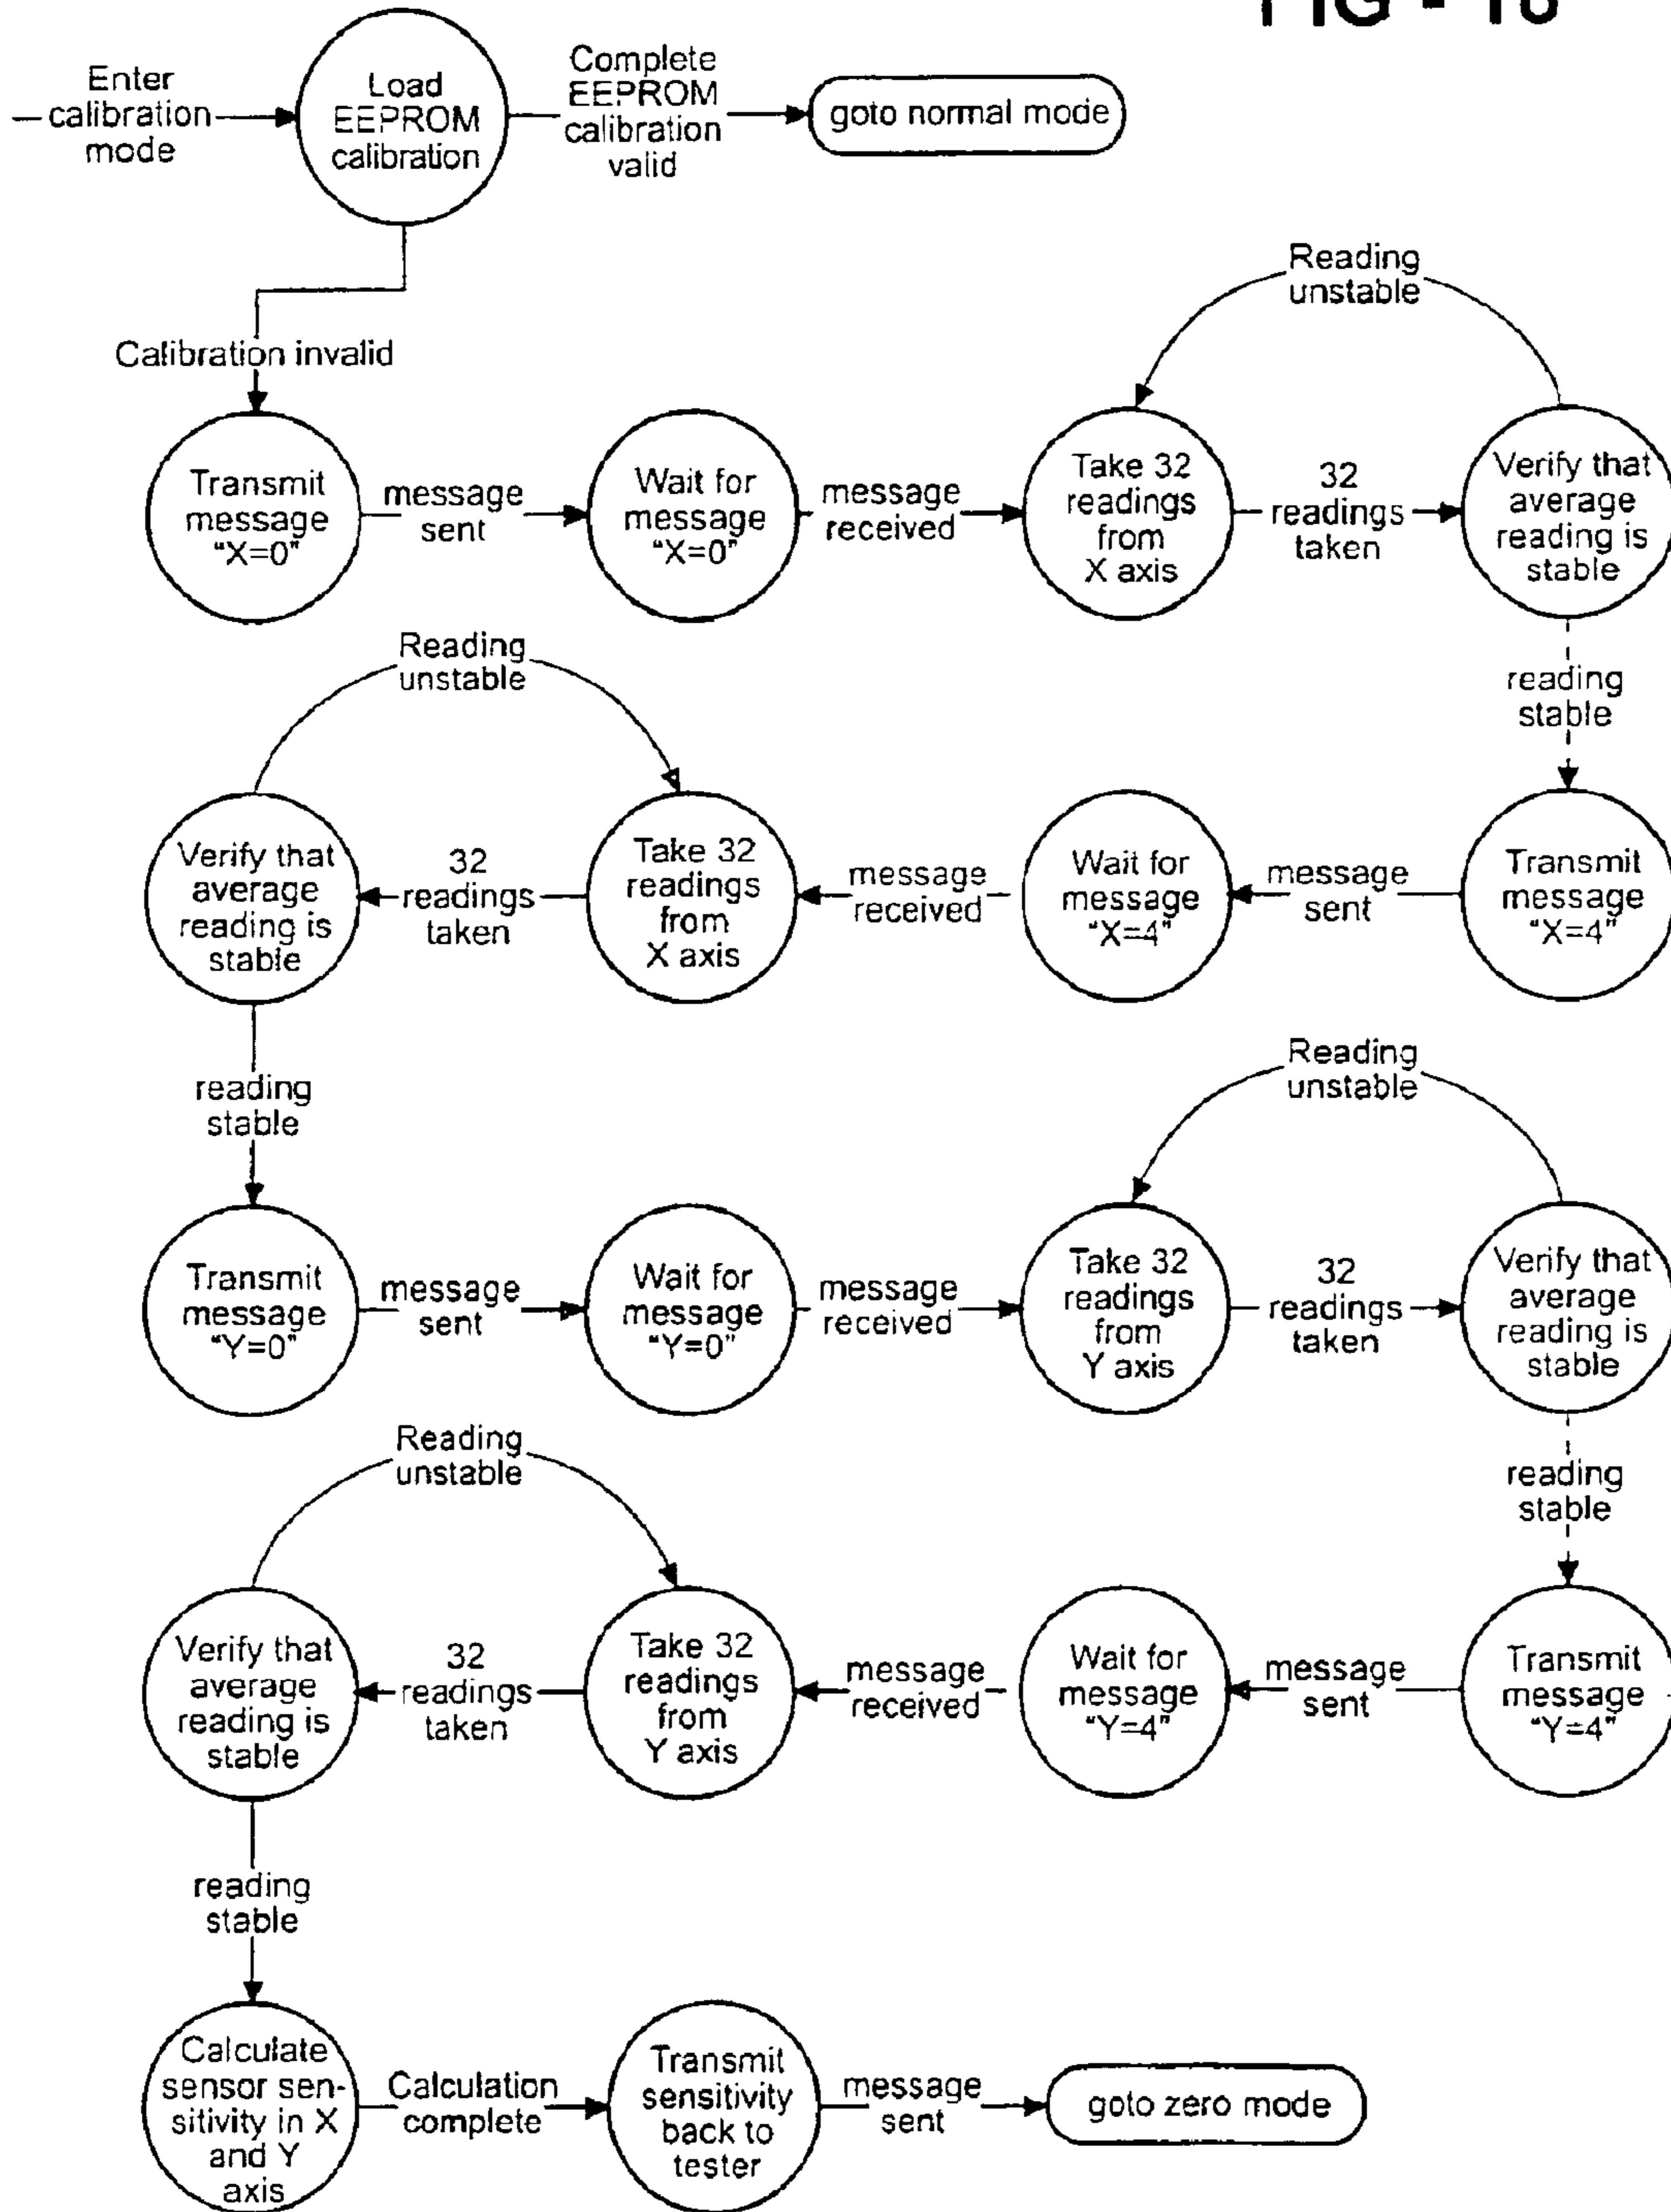 FIG -
Enter
calibration
mode
Load
EEPROM
calibration
Complete
EEPROM
calibration
valid
goto normal mode
Calibration invalid
Reading
unstable
Transmit
message
“X=0”
message
sent
Wait for
message
“X=0”
message
received
Take 32
readings
from
X axis
32
readings
taken
Verify that
average
reading is
stable
reading
stable
Reading
unstable
Verify that
average
reading is
stable
32
readings
taken
Take 32
readings
from
X axis
message
received
Wait for
message
“X=4”
message
sent
Transmit
message
“X=4”
reading
stable
Reading
unstable
Transmit
message
“Y=0”
message
sent
Wait for
message
“Y=0”
message
received
Take 32
readings
from
Y axis
32
readings
taken
Verify that
average
reading is
stable
reading
stable
Reading
unstable
Verify that
average
reading is
stable
32
readings
taken
Take 32
readings
from
Y axis
message
received
Wait for
message
“Y=4”
message
sent
Transmit
message
“Y=4”
reading
stable
Calculate
sensor sen-
sitivity in X
and Y
axis
Calculation
complete
Transmit
sensitivity
back to
tester
message
sent
goto zero mode